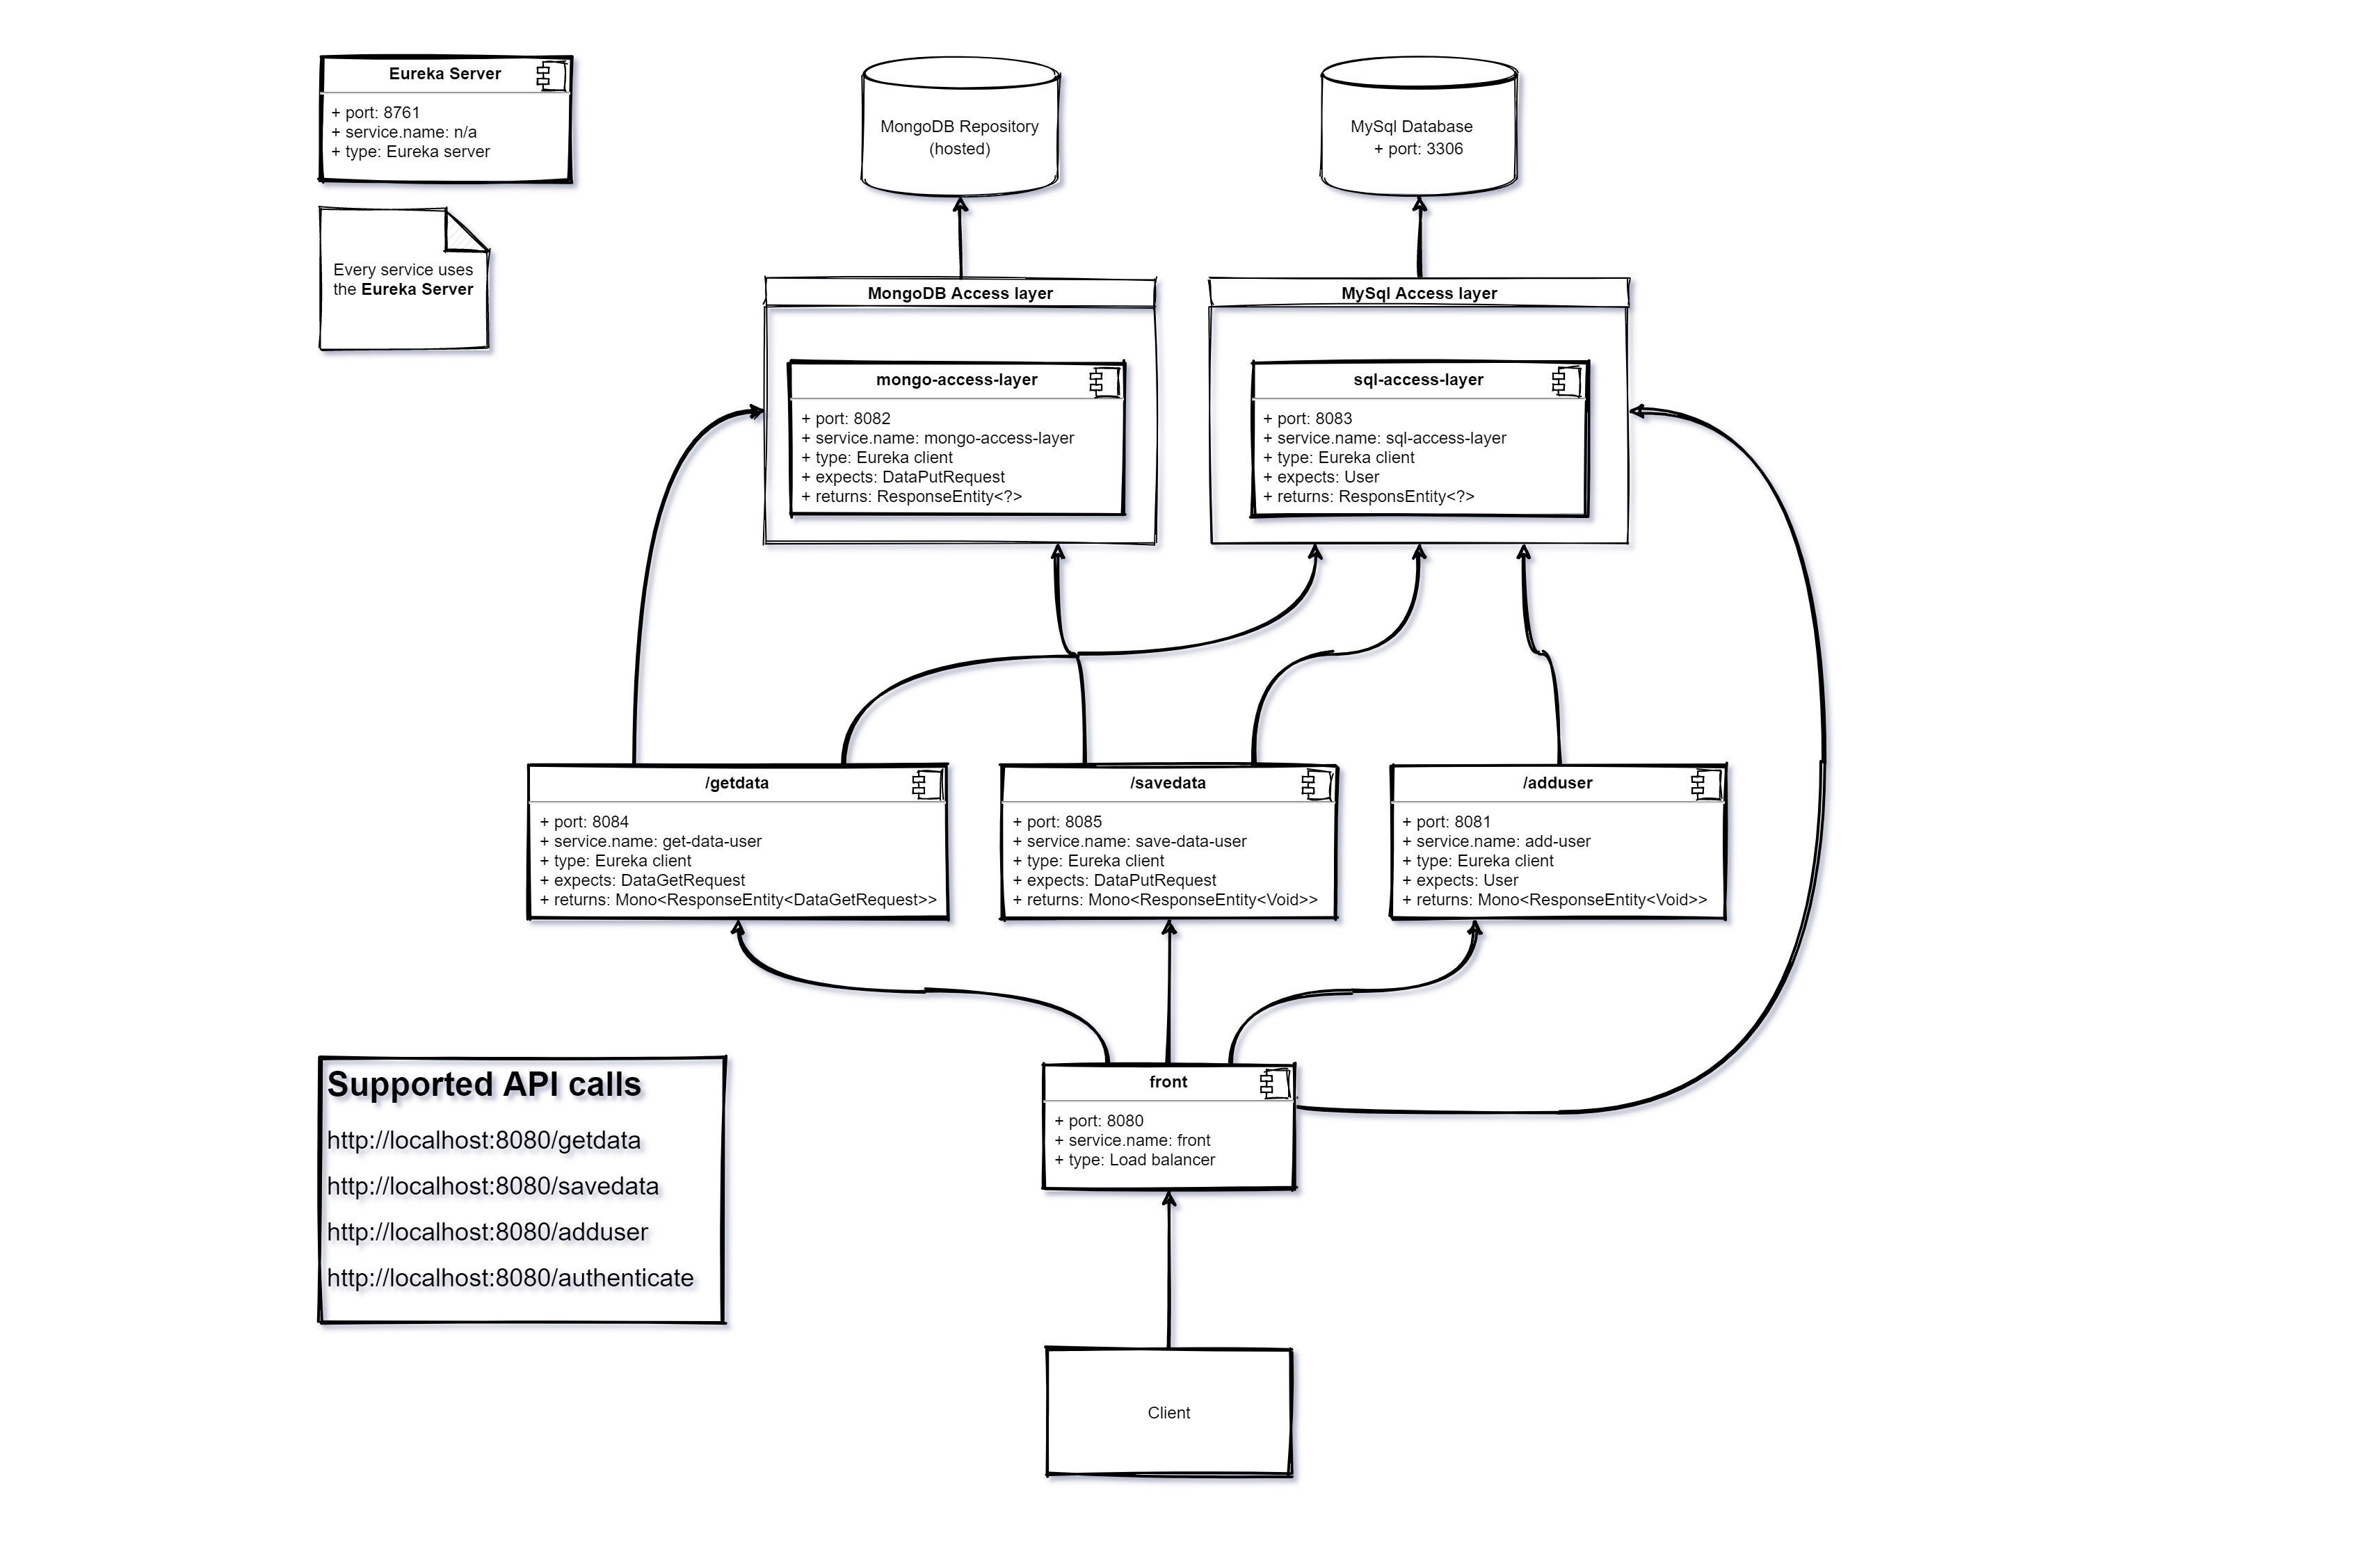 Eureka Server
+ port: 8761
+ service.name: n/a
+ type: Eureka server
Every service uses
the Eureka Server
MongoDB Repository
(hosted)
MySql Database
+ port: 3306
MongoDB Access layer
mongo-access-layer
+ port: 8082
+ service.name: mongo-access-layer
+ type: Eureka client
+ expects: DataPutRequest
+ returns: ResponseEntity<?>
MySql Access layer
sql-access-layer
+ port: 8083
+ service.name: sql-access-layer
+ type: Eureka client
+ expects: User
+ returns: ResponsEntity<?>
/getdata
+ port: 8084
+ service.name: get-data-user
+ type: Eureka client
+ expects: DataGetRequest
+ returns: Mono<ResponseEntity<DataGetRequest>>
/savedata
+ port: 8085
+ service.name: save-data-user
+ type: Eureka client
+ expects: DataPutRequest
+ returns: Mono<ResponseEntity<Void>>
/adduser
+ port: 8081
+ service.name: add-user
+ type: Eureka client
+ expects: User
+ returns: Mono<ResponseEntity<Void>>
Supported API calls
http://localhost:8080/getdata
http://localhost:8080/savedata
http://localhost:8080/adduser
http://localhost:8080/authenticate
front
+ port: 8080
+ service.name: front
+ type: Load balancer
Client